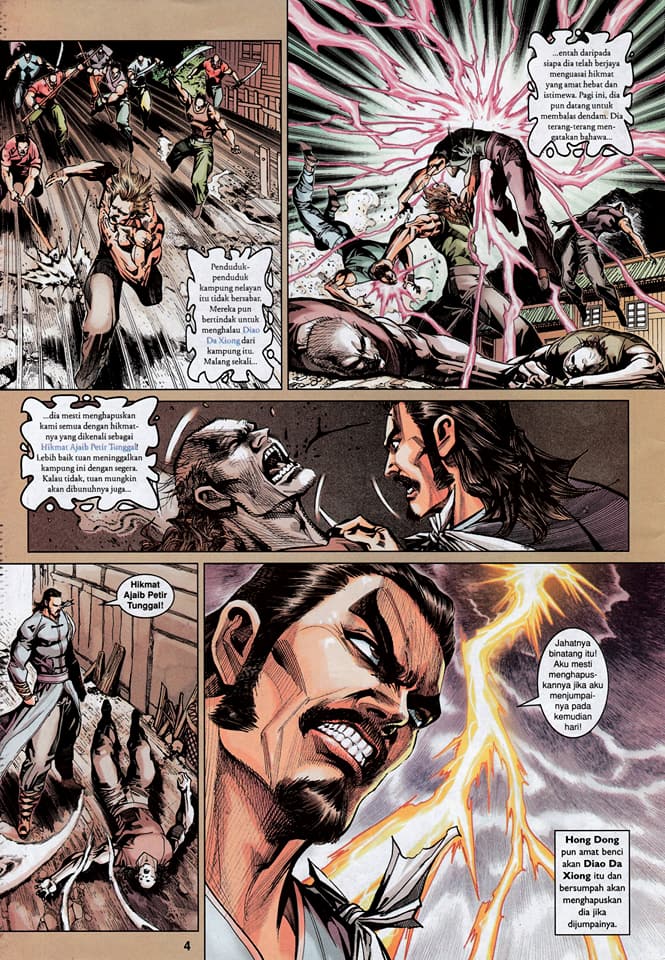 Penduduk-
penduduk
kampung nelayan
itu tidak bersabar.
Mereka pun
bertindak untuk
menghalau Diao
Da Xiong dari
kampung itu. Malang
sekali...
...entah daripada
siapa dia telah berjaya
menguasai hikmat
yang amat hebat dan
istimewa. Pagi ini, dia
pun datang untuk
membalas dendam. Dia
terang-terang men-
gatakan bahawa...
...dia mesti menghapuskan
kami semua dengan hikmat-
nya yang dikenali sebagai
Hikmat Ajaib Petir Tunggal!
Lebih baik tuan meninggalkan
kampung ini dengan segera.
Kalau tidak, tuan mungkin
akan dibunuhnya juga...
Hikmat
Ajaib Petir
Tunggal!
Jahatnya
binatang itu!
Aku mesti
menghapus-
kannya jika aku
menjumpai-
nya pada
kemudian
hari!
Hong Dong
pun amat benci
akan Diao Da
Xiong itu dan
bersumpah akan
menghapuskan
dia jika
dijumpainya.
4